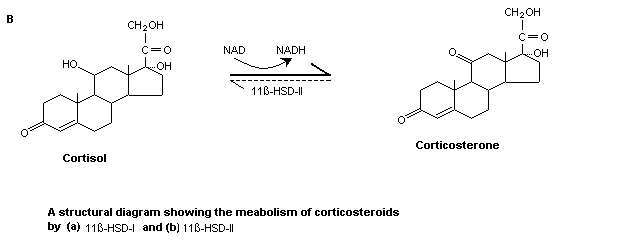 B
CH₂OH
C=O
HO
OH
O
Cortisol
NAD
NADH
11ß-HSD-II
CH₂OH
C=O
O
OH
O
Corticosterone
A structural diagram showing the meabolism of corticosteroids
by (a) 11ß-HSD-I and (b) 11ß-HSD-II